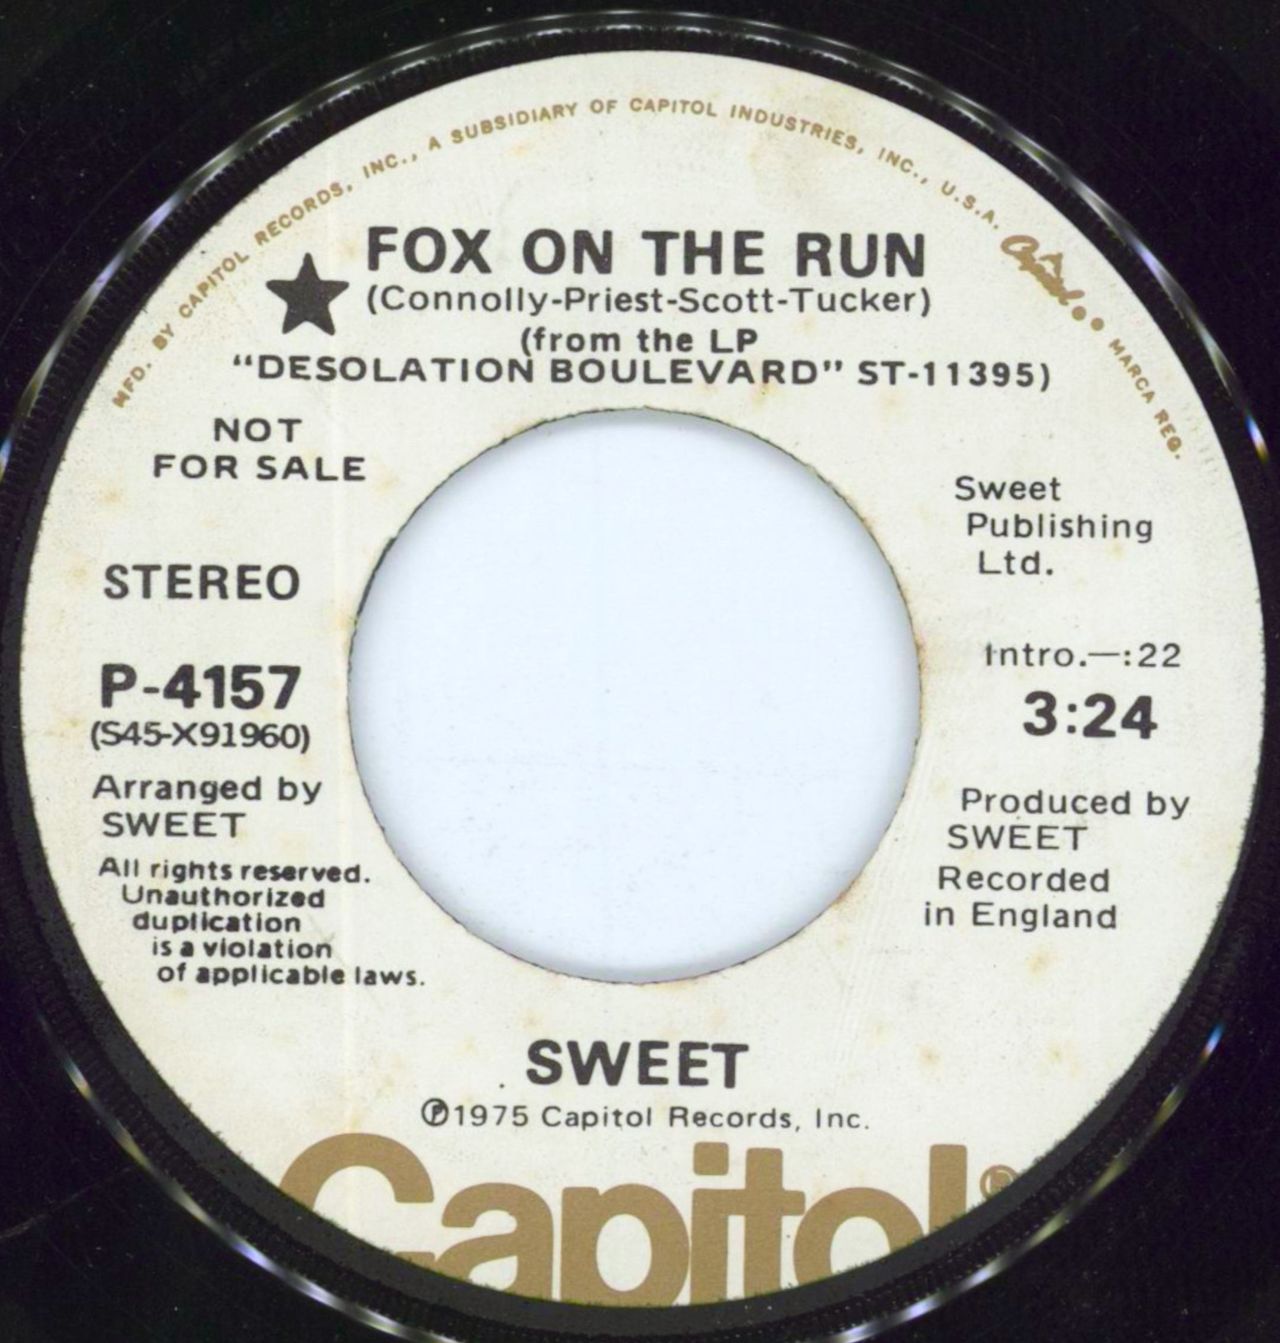 MFD. BY CAPITOL RECORDS, INC., A SUBSIDIARY OF CAPITOL INDUSTRIES, INC., U.S.A. Capitol • MARCA REG.
★ FOX ON THE RUN
(Connolly-Priest-Scott-Tucker)
(from the LP
"DESOLATION BOULEVARD" ST-11395)
NOT
FOR SALE
STEREO
P-4157
(S45-X91960)
Arranged by
SWEET
All rights reserved.
Unauthorized
duplication
is a violation
of applicable laws.
Sweet
Publishing
Ltd.
Intro.—:22
3:24
Produced by
SWEET
Recorded
in England
SWEET
℗1975 Capitol Records, Inc.
Capitol®